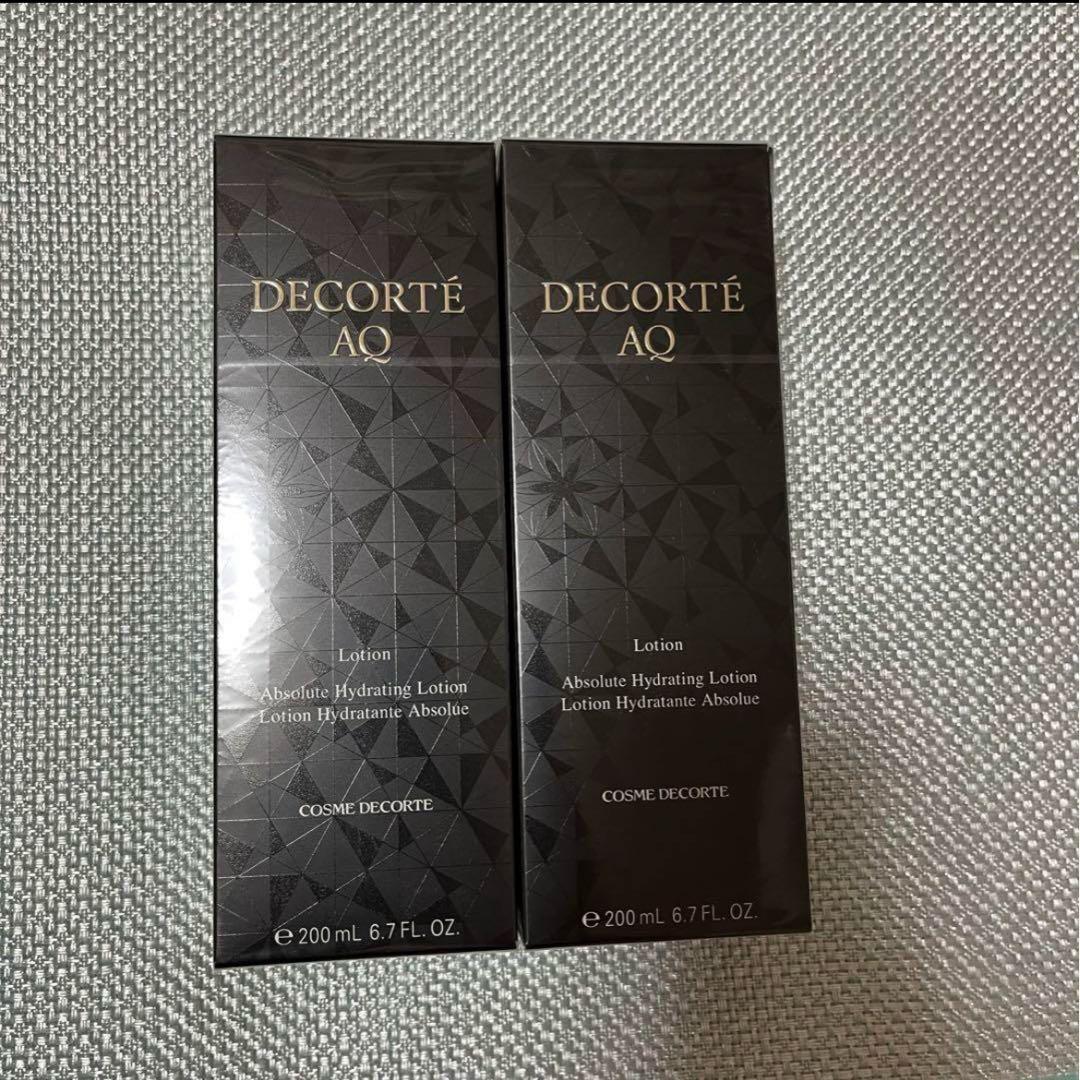 DECORTÉ
AQ
Lotion
Absolute Hydrating Lotion
Lotion Hydratante Absolue
COSME DECORTE
℮ 200 mL 6.7 FL. OZ.
DECORTÉ
AQ
Lotion
Absolute Hydrating Lotion
Lotion Hydratante Absolue
COSME DECORTE
℮ 200 mL 6.7 FL. OZ.